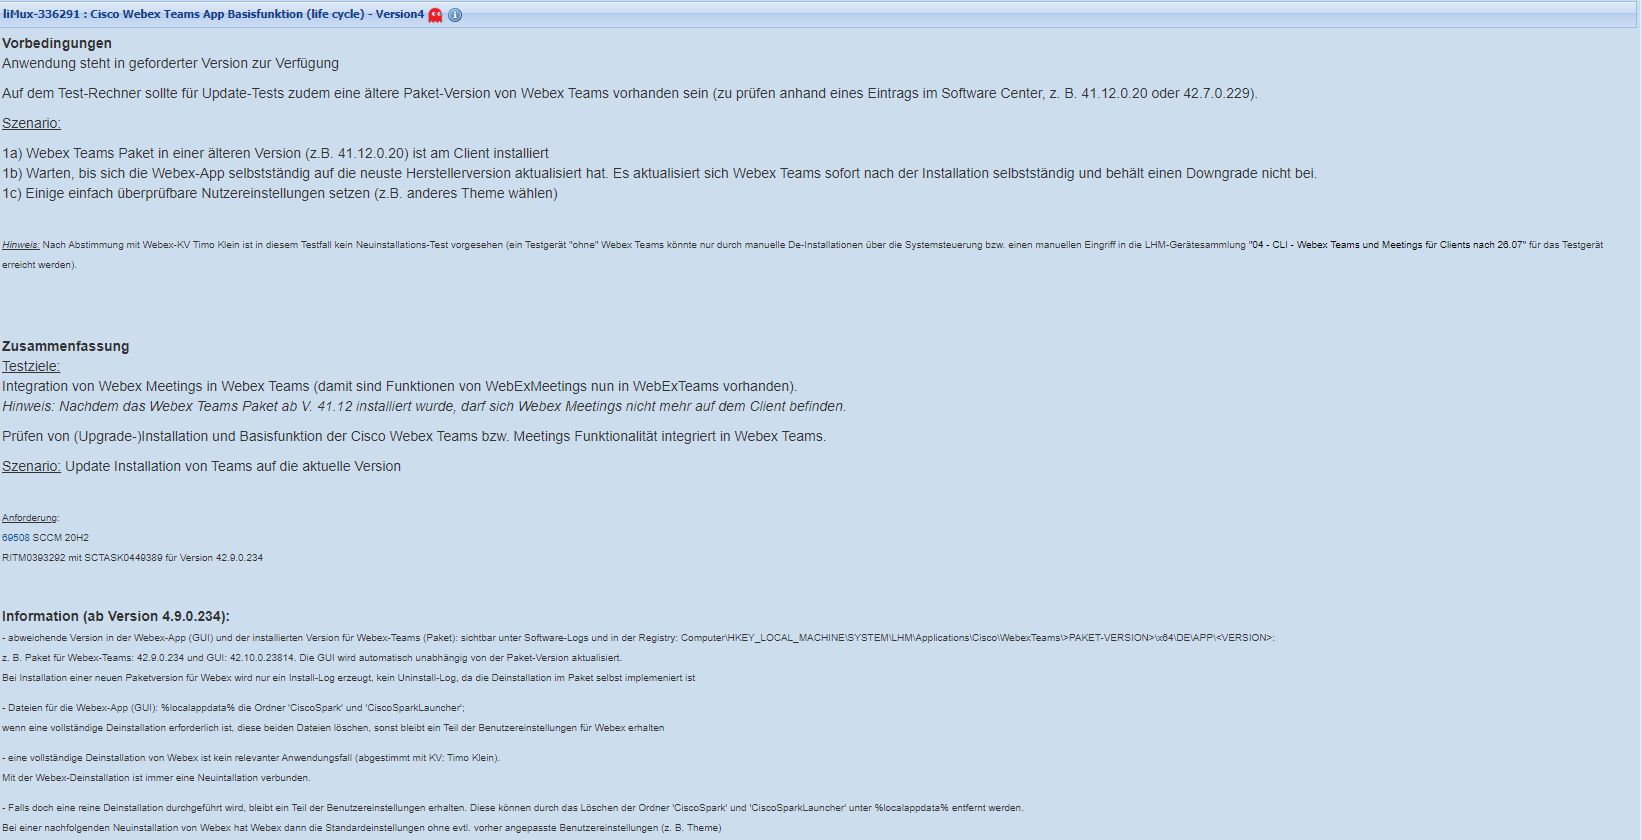 liMux-336291 : Cisco Webex Teams App Basisfunktion (life cycle) - Version4
Vorbedingungen
Anwendung steht in geforderter Version zur Verfügung
Auf dem Test-Rechner sollte für Update-Tests zudem eine ältere Paket-Version von Webex Teams vorhanden sein (zu prüfen anhand eines Eintrags im Software Center, z. B. 41.12.0.20 oder 42.7.0.229).
Szenario:
1a) Webex Teams Paket in einer älteren Version (z.B. 41.12.0.20) ist am Client installiert
1b) Warten, bis sich die Webex-App selbstständig auf die neuste Herstellerversion aktualisiert hat. Es aktualisiert sich Webex Teams sofort nach der Installation selbstständig und behält einen Downgrade nicht bei.
1c) Einige einfach überprüfbare Nutzereinstellungen setzen (z.B. anderes Theme wählen)
Hinweis: Nach Abstimmung mit Webex-KV Timo Klein ist in diesem Testfall kein Neuinstallations-Test vorgesehen (ein Testgerät "ohne" Webex Teams könnte nur durch manuelle De-Installationen über die Systemsteuerung bzw. einen manuellen Eingriff in die LHM-Gerätesammlung "04 - CLI - Webex Teams und Meetings für Clients nach 26.07" für das Testgerät
erreicht werden).
Zusammenfassung
Testziele:
Integration von Webex Meetings in Webex Teams (damit sind Funktionen von WebExMeetings nun in WebExTeams vorhanden).
Hinweis: Nachdem das Webex Teams Paket ab V. 41.12 installiert wurde, darf sich Webex Meetings nicht mehr auf dem Client befinden.
Prüfen von (Upgrade-)Installation und Basisfunktion der Cisco Webex Teams bzw. Meetings Funktionalität integriert in Webex Teams.
Szenario: Update Installation von Teams auf die aktuelle Version
Anforderung:
69508 SCCM 20H2
RITM0393292 mit SCTASK0449389 für Version 42.9.0.234
Information (ab Version 4.9.0.234):
- abweichende Version in der Webex-App (GUI) und der installierten Version für Webex-Teams (Paket): sichtbar unter Software-Logs und in der Registry: Computer\HKEY_LOCAL_MACHINE\SYSTEM\LHM\Applications\Cisco\WebexTeams\>PAKET-VERSION>\x64\DE\APP\<VERSION>:
z. B. Paket für Webex-Teams: 42.9.0.234 und GUI: 42.10.0.23814. Die GUI wird automatisch unabhängig von der Paket-Version aktualisiert.
Bei Installation einer neuen Paketversion für Webex wird nur ein Install-Log erzeugt, kein Uninstall-Log, da die Deinstallation im Paket selbst implemeniert ist
- Dateien für die Webex-App (GUI): %localappdata% die Ordner 'CiscoSpark' und 'CiscoSparkLauncher';
wenn eine vollständige Deinstallation erforderlich ist, diese beiden Dateien löschen, sonst bleibt ein Teil der Benutzereinstellungen für Webex erhalten
- eine vollständige Deinstallation von Webex ist kein relevanter Anwendungsfall (abgestimmt mit KV: Timo Klein).
Mit der Webex-Deinstallation ist immer eine Neuintallation verbunden.
- Falls doch eine reine Deinstallation durchgeführt wird, bleibt ein Teil der Benutzereinstellungen erhalten. Diese können durch das Löschen der Ordner 'CiscoSpark' und 'CiscoSparkLauncher' unter %localappdata% entfernt werden.
Bei einer nachfolgenden Neuinstallation von Webex hat Webex dann die Standardeinstellungen ohne evtl. vorher angepasste Benutzereinstellungen (z. B. Theme)